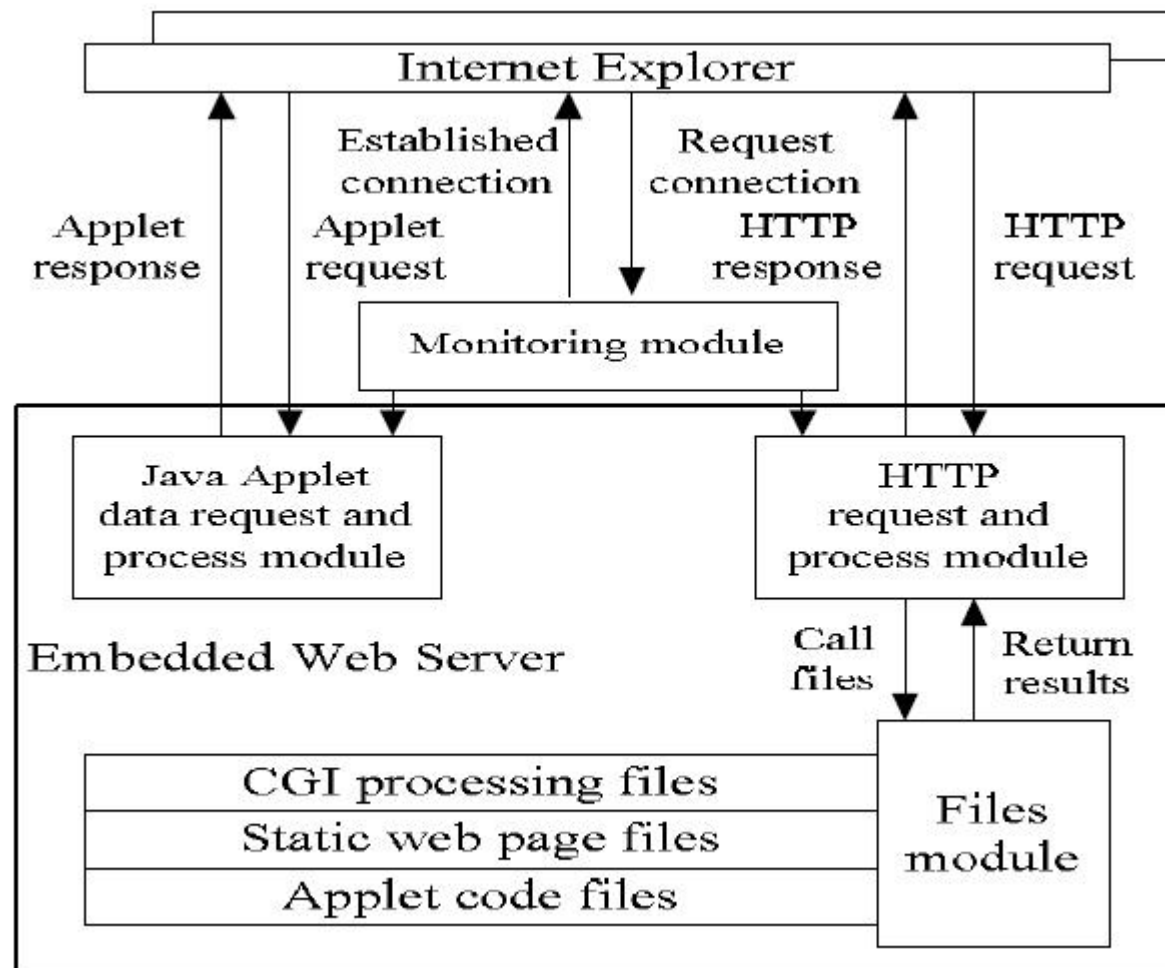 Internet Explorer
Established
connection
Request
connection
Applet
response
Applet
request
HTTP
response
HTTP
request
Monitoring module
Java Applet
data request and
process module
HTTP
request and
process module
Embedded Web Server
Call
files
Return
results
CGI processing files
Static web page files
Applet code files
Files
module